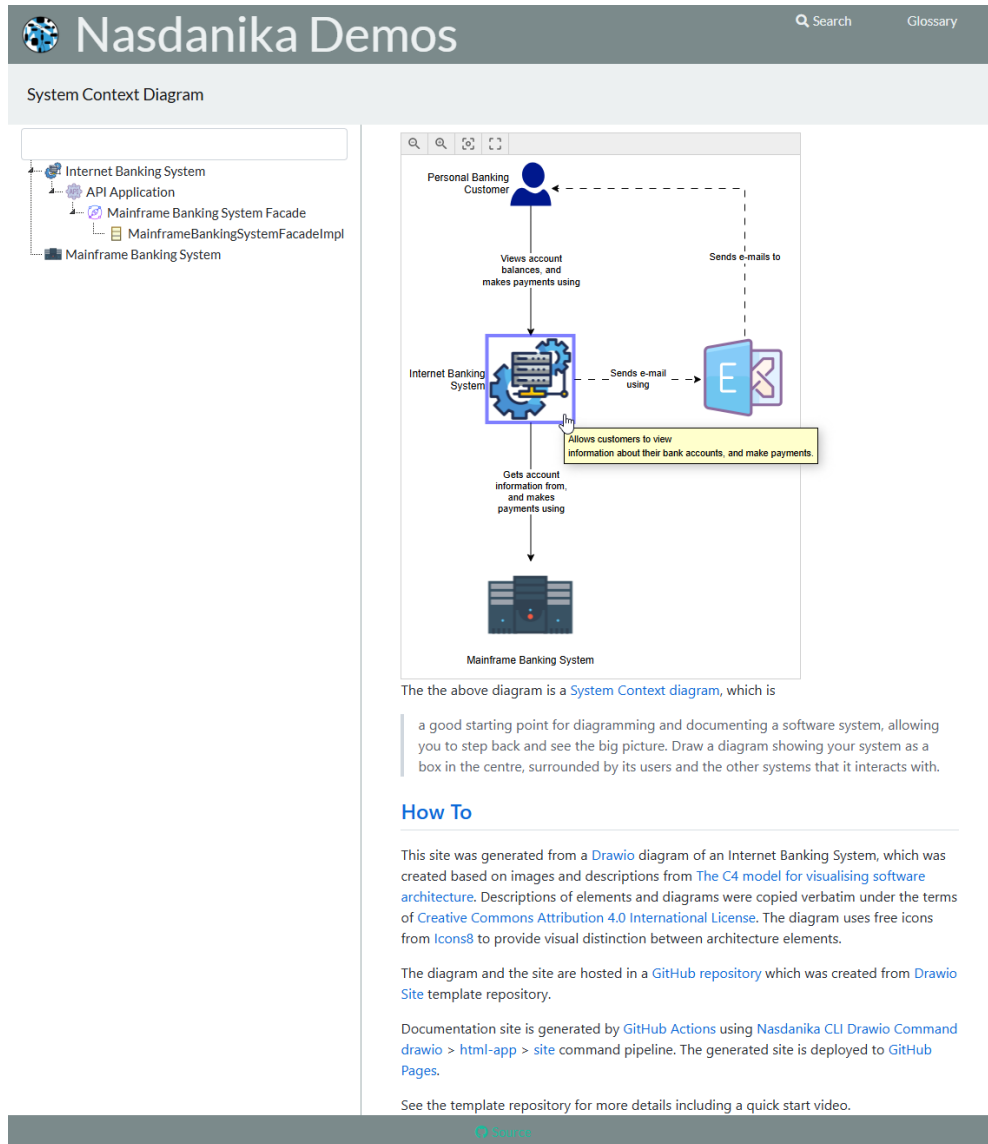 Nasdanika Demos
Search
Glossary
System Context Diagram
Internet Banking System
API Application
Mainframe Banking System Facade
MainframeBankingSystemFacadeImpl
Mainframe Banking System
Personal Banking
Customer
Views account
balances, and
makes payments using
Sends e-mails to
Internet Banking
System
Sends e-mail
using
E
Allows customers to view
information about their bank accounts, and make payments.
Gets account
information from,
and makes
payments using
Mainframe Banking System
The the above diagram is a System Context diagram, which is
a good starting point for diagramming and documenting a software system, allowing
you to step back and see the big picture. Draw a diagram showing your system as a
box in the centre, surrounded by its users and the other systems that it interacts with.
How To
This site was generated from a Drawio diagram of an Internet Banking System, which was
created based on images and descriptions from The C4 model for visualising software
architecture. Descriptions of elements and diagrams were copied verbatim under the terms
of Creative Commons Attribution 4.0 International License. The diagram uses free icons
from Icons8 to provide visual distinction between architecture elements.
The diagram and the site are hosted in a GitHub repository which was created from Drawio
Site template repository.
Documentation site is generated by GitHub Actions using Nasdanika CLI Drawio Command
drawio > html-app > site command pipeline. The generated site is deployed to GitHub
Pages.
See the template repository for more details including a quick start video.